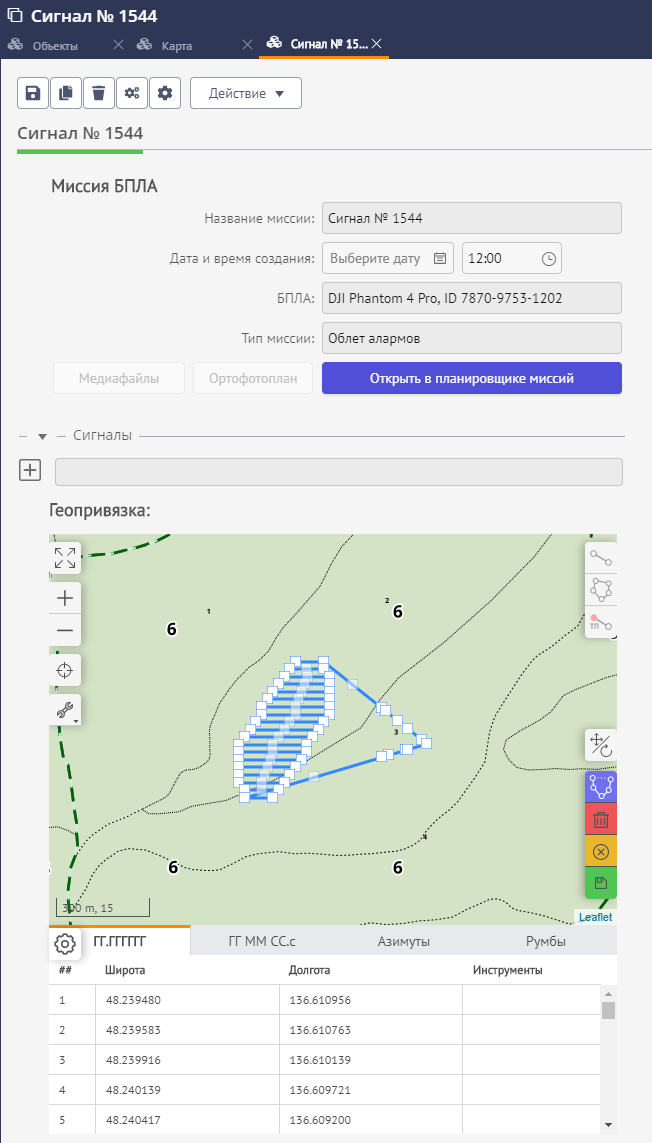 Сигнал № 1544
Объекты
Карта
Сигнал № 15...
Действие
Сигнал № 1544
Миссия БПЛА
Название миссии: Сигнал № 1544
Дата и время создания: Выберите дату 12:00
БПЛА: DJI Phantom 4 Pro, ID 7870-9753-1202
Тип миссии: Облет алармов
Медиафайлы Ортофотоплан Открыть в планировщике миссий
Сигналы
Геопривязка:
1
2
6
6
3
4
6
6
300 m, 15
Leaflet
ГГ.ГГГГГГ ГГ ММ СС.с Азимуты Румбы
## Широта Долгота Инструменты
1 48.239480 136.610956
2 48.239583 136.610763
3 48.239916 136.610139
4 48.240139 136.609721
5 48.240417 136.609200